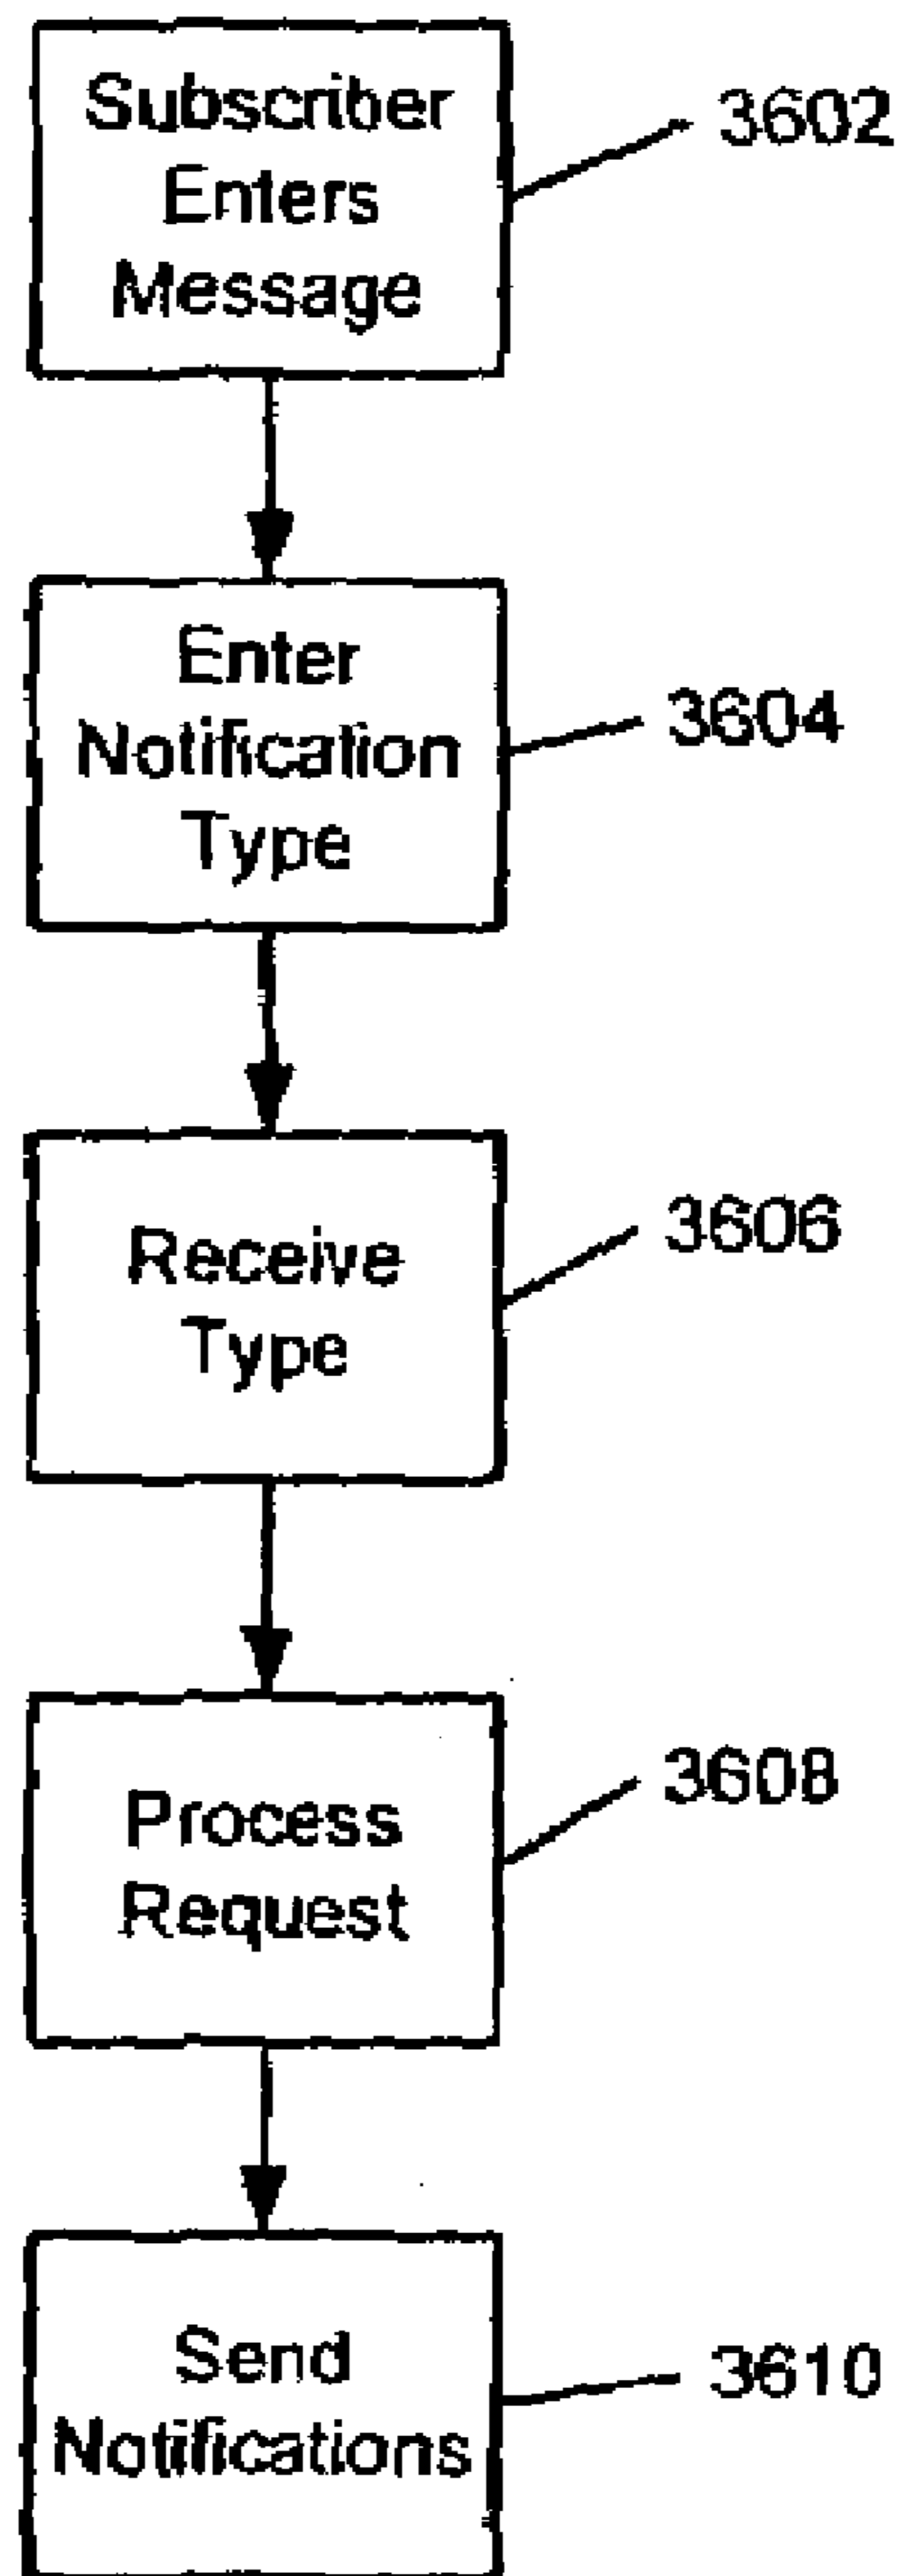 Subscriber
Enters
Message
3602
Enter
Notification
Type
3604
Receive
Type
3606
Process
Request
3608
Send
Notifications
3610